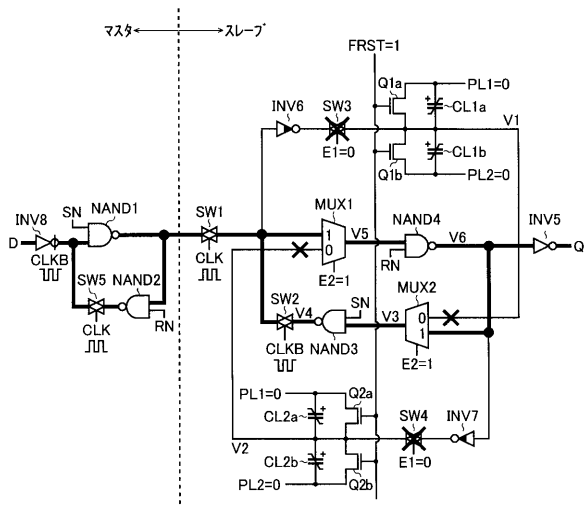 マスタ
スレーブ
FRST=1
Q1a
PL1=0
INV6
SW3
CL1a
V1
E1=0
CL1b
Q1b
PL2=0
MUX1
INV8
SN
NAND1
SW1
NAND4
INV5
D
1
V5
V6
Q
0
CLKB
CLK
RN
SW5
NAND2
E2=1
MUX2
SW2
V4
SN
V3
0
CLK
RN
1
CLKB
NAND3
E2=1
PL1=0
Q2a
CL2a
SW4
INV7
V2
CL2b
E1=0
PL2=0
Q2b